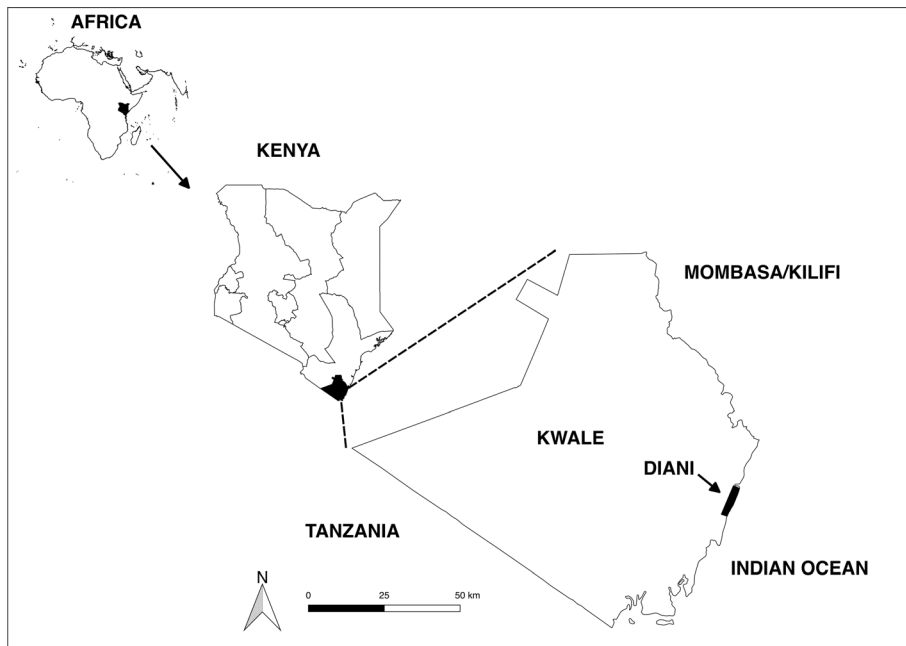 AFRICA
KENYA
MOMBASA/KILIFI
KWALE
DIANI
TANZANIA
INDIAN OCEAN
N
0 25 50 km